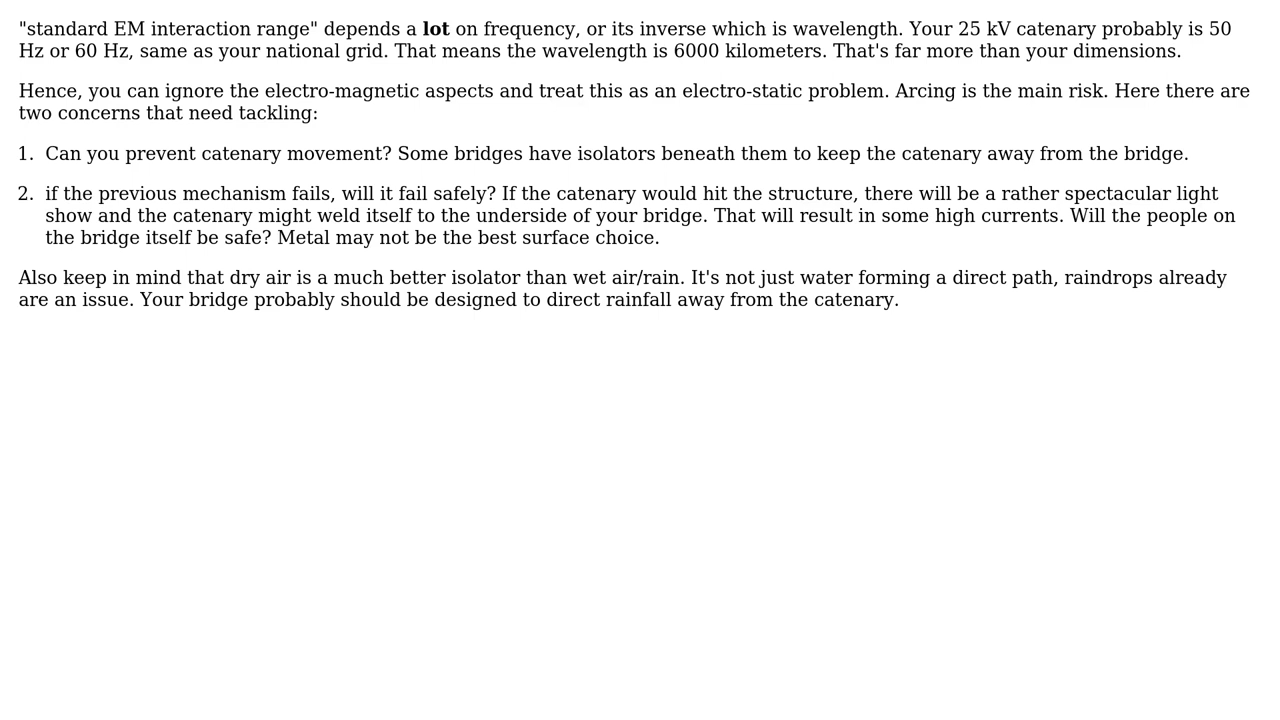 "standard EM interaction range" depends a lot on frequency, or its inverse which is wavelength. Your 25 kV catenary probably is 50
Hz or 60 Hz, same as your national grid. That means the wavelength is 6000 kilometers. That's far more than your dimensions.
Hence, you can ignore the electro-magnetic aspects and treat this as an electro-static problem. Arcing is the main risk. Here there are
two concerns that need tackling:
1. Can you prevent catenary movement? Some bridges have isolators beneath them to keep the catenary away from the bridge.
2. if the previous mechanism fails, will it fail safely? If the catenary would hit the structure, there will be a rather spectacular light
show and the catenary might weld itself to the underside of your bridge. That will result in some high currents. Will the people on
the bridge itself be safe? Metal may not be the best surface choice.
Also keep in mind that dry air is a much better isolator than wet air/rain. It's not just water forming a direct path, raindrops already
are an issue. Your bridge probably should be designed to direct rainfall away from the catenary.